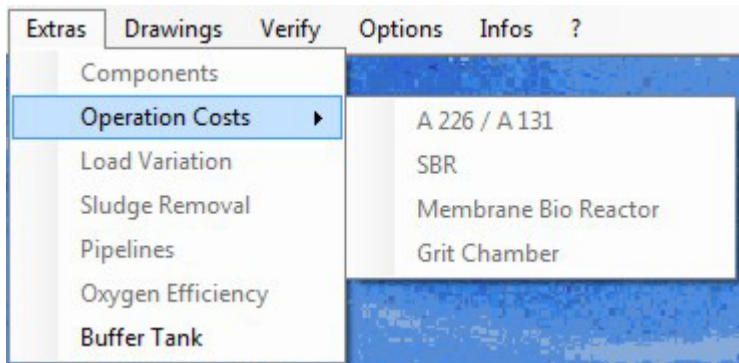 Extras Drawings Verify Options Infos ?
Components
Operation Costs
Load Variation
Sludge Removal
Pipelines
Oxygen Efficiency
Buffer Tank
A 226 / A 131
SBR
Membrane Bio Reactor
Grit Chamber